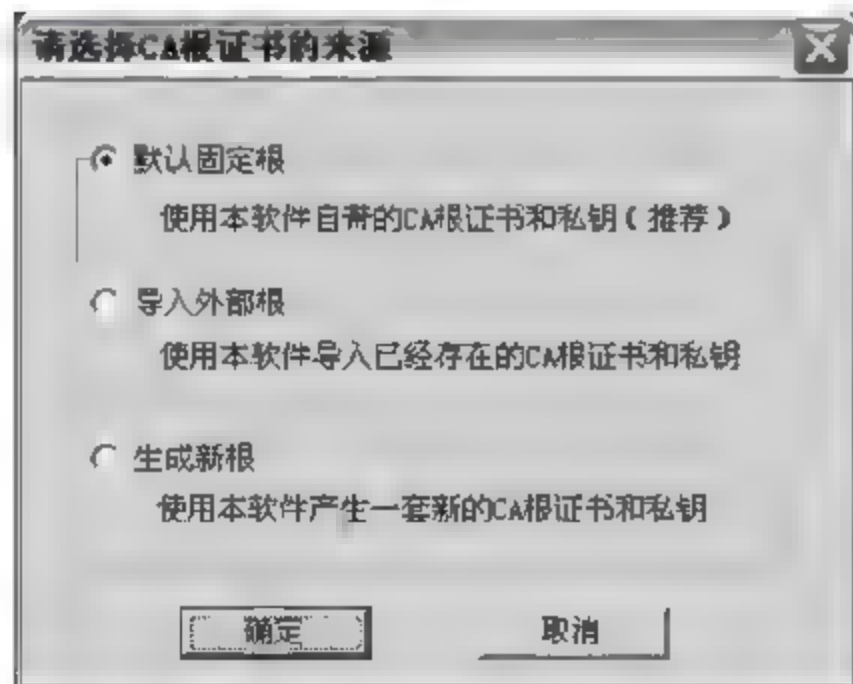 请选择CA根证书的来源
默认固定根
使用本软件自带的CA根证书和私钥(推荐)
导入外部根
使用本软件导入已经存在的CA根证书和私钥
生成新根
使用本软件产生一套新的CA根证书和私钥
确定 取消